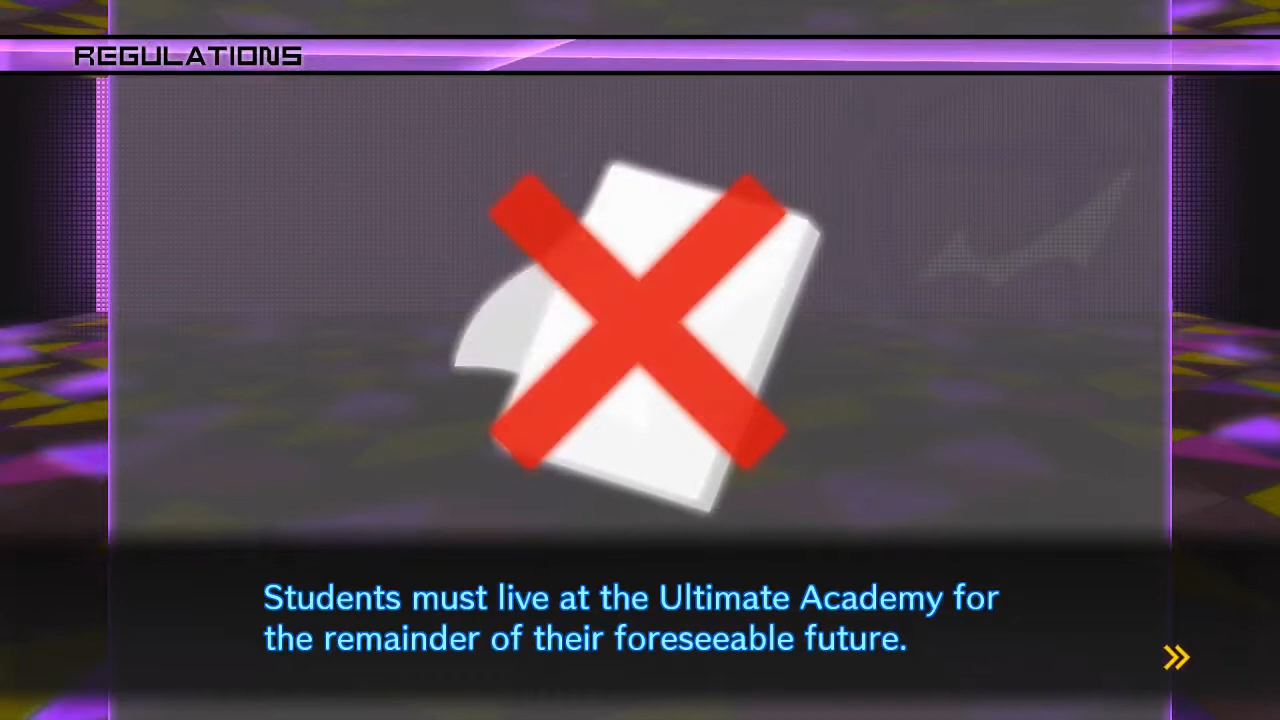 REGULATIONS
Students must live at the Ultimate Academy for
the remainder of their foreseeable future.